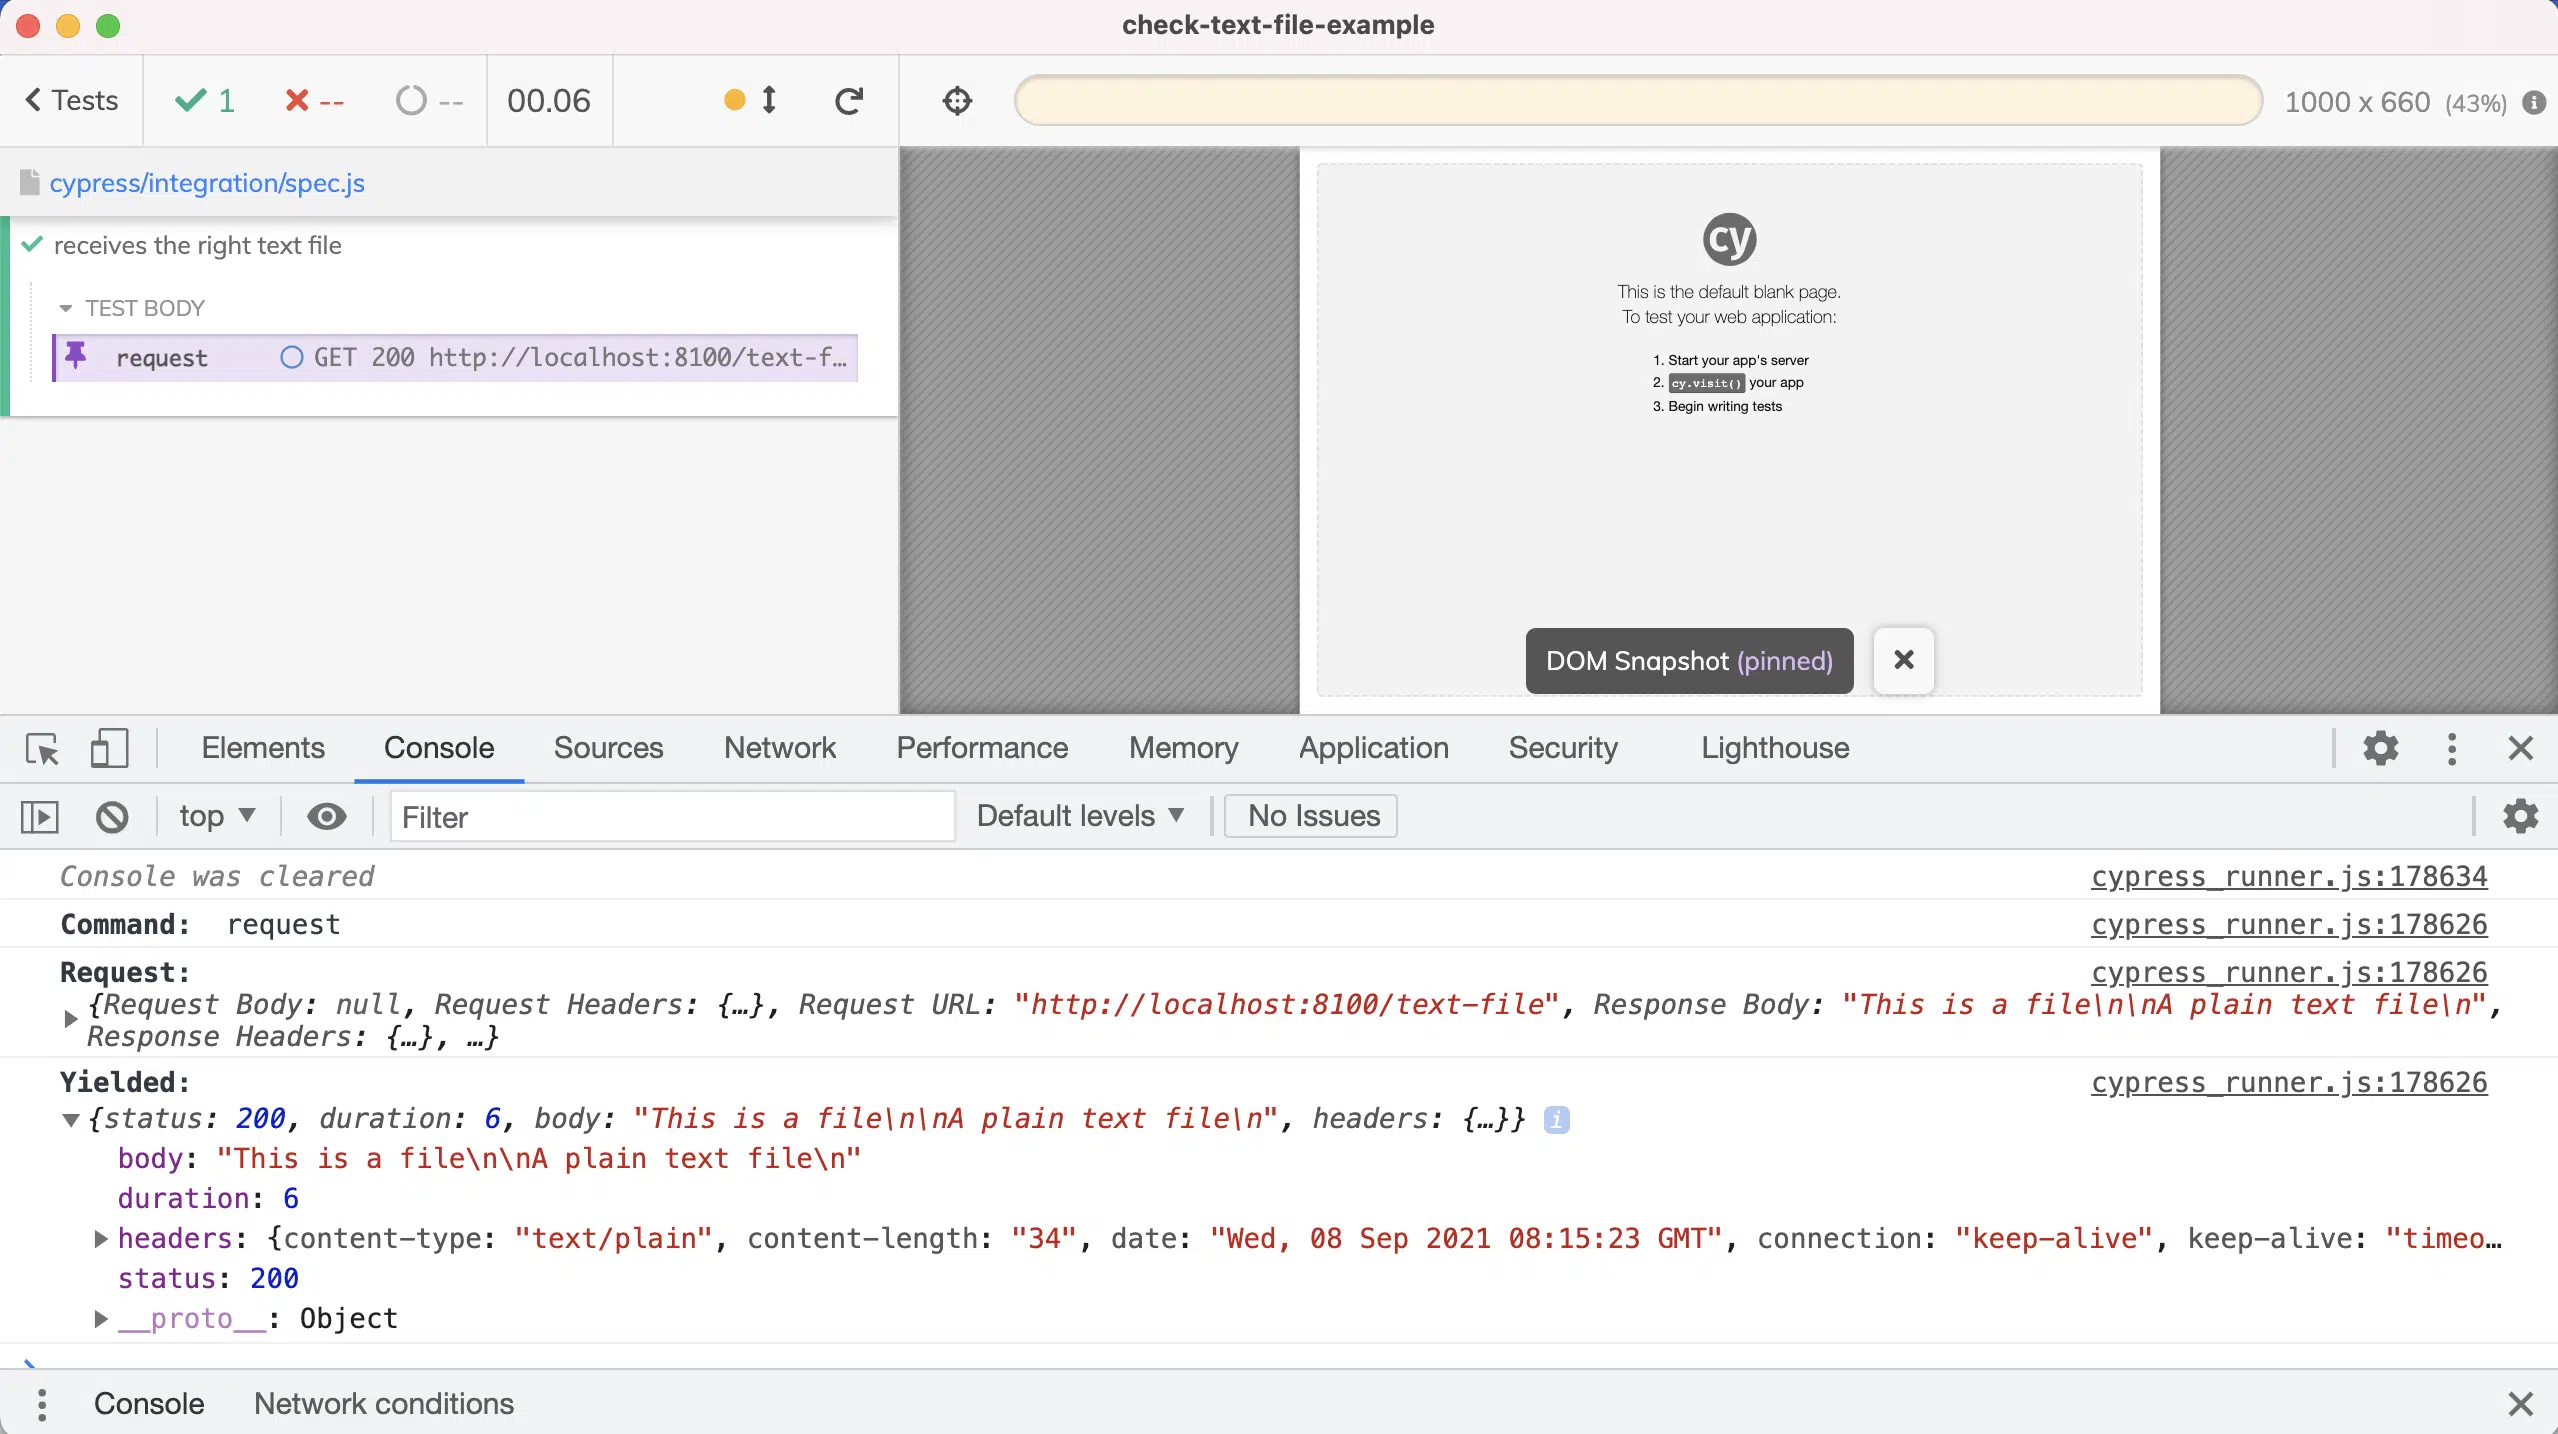 check-text-file-example
Tests 1 -- -- 00.06 1000 x 660 (43%)
cypress/integration/spec.js
receives the right text file
TEST BODY
request GET 200 http://localhost:8100/text-f…
cy
This is the default blank page.
To test your web application:
1. Start your app's server
2. cy.visit() your app
3. Begin writing tests
DOM Snapshot (pinned)
Elements Console Sources Network Performance Memory Application Security Lighthouse
top Filter Default levels No Issues
Console was cleared cypress_runner.js:178634
Command: request cypress_runner.js:178626
Request: cypress_runner.js:178626
{Request Body: null, Request Headers: {…}, Request URL: "http://localhost:8100/text-file", Response Body: "This is a file\n\nA plain text file\n",
Response Headers: {…}, …}
Yielded: cypress_runner.js:178626
{status: 200, duration: 6, body: "This is a file\n\nA plain text file\n", headers: {…}} i
body: "This is a file\n\nA plain text file\n"
duration: 6
headers: {content-type: "text/plain", content-length: "34", date: "Wed, 08 Sep 2021 08:15:23 GMT", connection: "keep-alive", keep-alive: "timeo…
status: 200
__proto__: Object
Console Network conditions